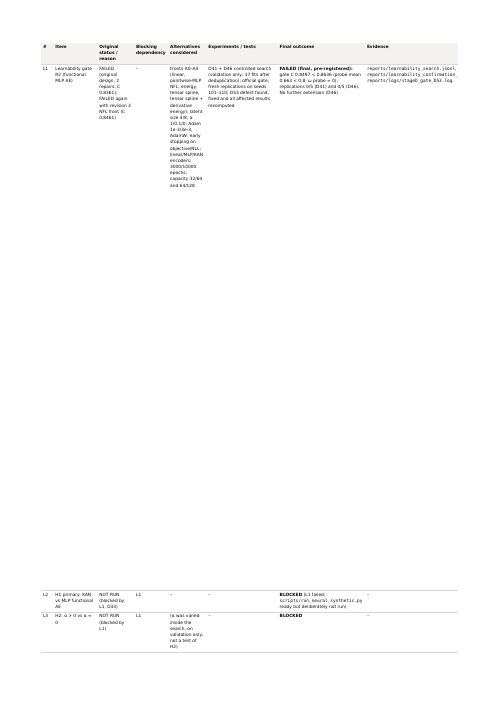 # Item Original status / reason Blocking dependency Alternatives considered Experiments / tests Final outcome Evidence
L1
Learnability gate
R2 (functional
MLP AE)
FAILED
(original
design, 2
repairs: C
0.8361);
FAILED again
with revision 3
NFL front (C
0.8461)
–
Fronts A0–A4
(linear,
pointwise-MLP
NFL, energy,
tensor spline,
tensor spline +
derivative
energy); latent
size 4/8; α
1/0.1/0; Adam
1e-3/3e-3,
AdamW; early
stopping on
objective/NLL;
linear/MLP/KAN
encoders;
3000/10000
epochs;
capacity 32/64
and 64/128
D41 + D46 controlled search
(validation only; 17 fits after
deduplication); official gate;
fresh replications on seeds
101–110; D53 defect found,
fixed and all affected results
recomputed
FAILED (final, pre-registered):
gate C 0.8497 < 0.8636 (probe mean
0.663 < 0.8; ω probe ≈ 0);
replications 0/5 (D41) and 0/5 (D46).
No further extension (D46)
reports/learnability_search.jsonl,
reports/learnability_confirmation_
reports/logs/stageD_gate_D53.log
L2
H1 primary: KAN
vs MLP functional
AE
NOT RUN
(blocked by
L1, D33)
L1
–
–
BLOCKED (L1 failed;
scripts/run_neural_synthetic.py
ready but deliberately not run)
–
L3
H2: α > 0 vs α =
0
NOT RUN
(blocked by
L1)
L1
(α was varied
inside the
search, on
validation only;
not a test of
H2)
–
BLOCKED
–